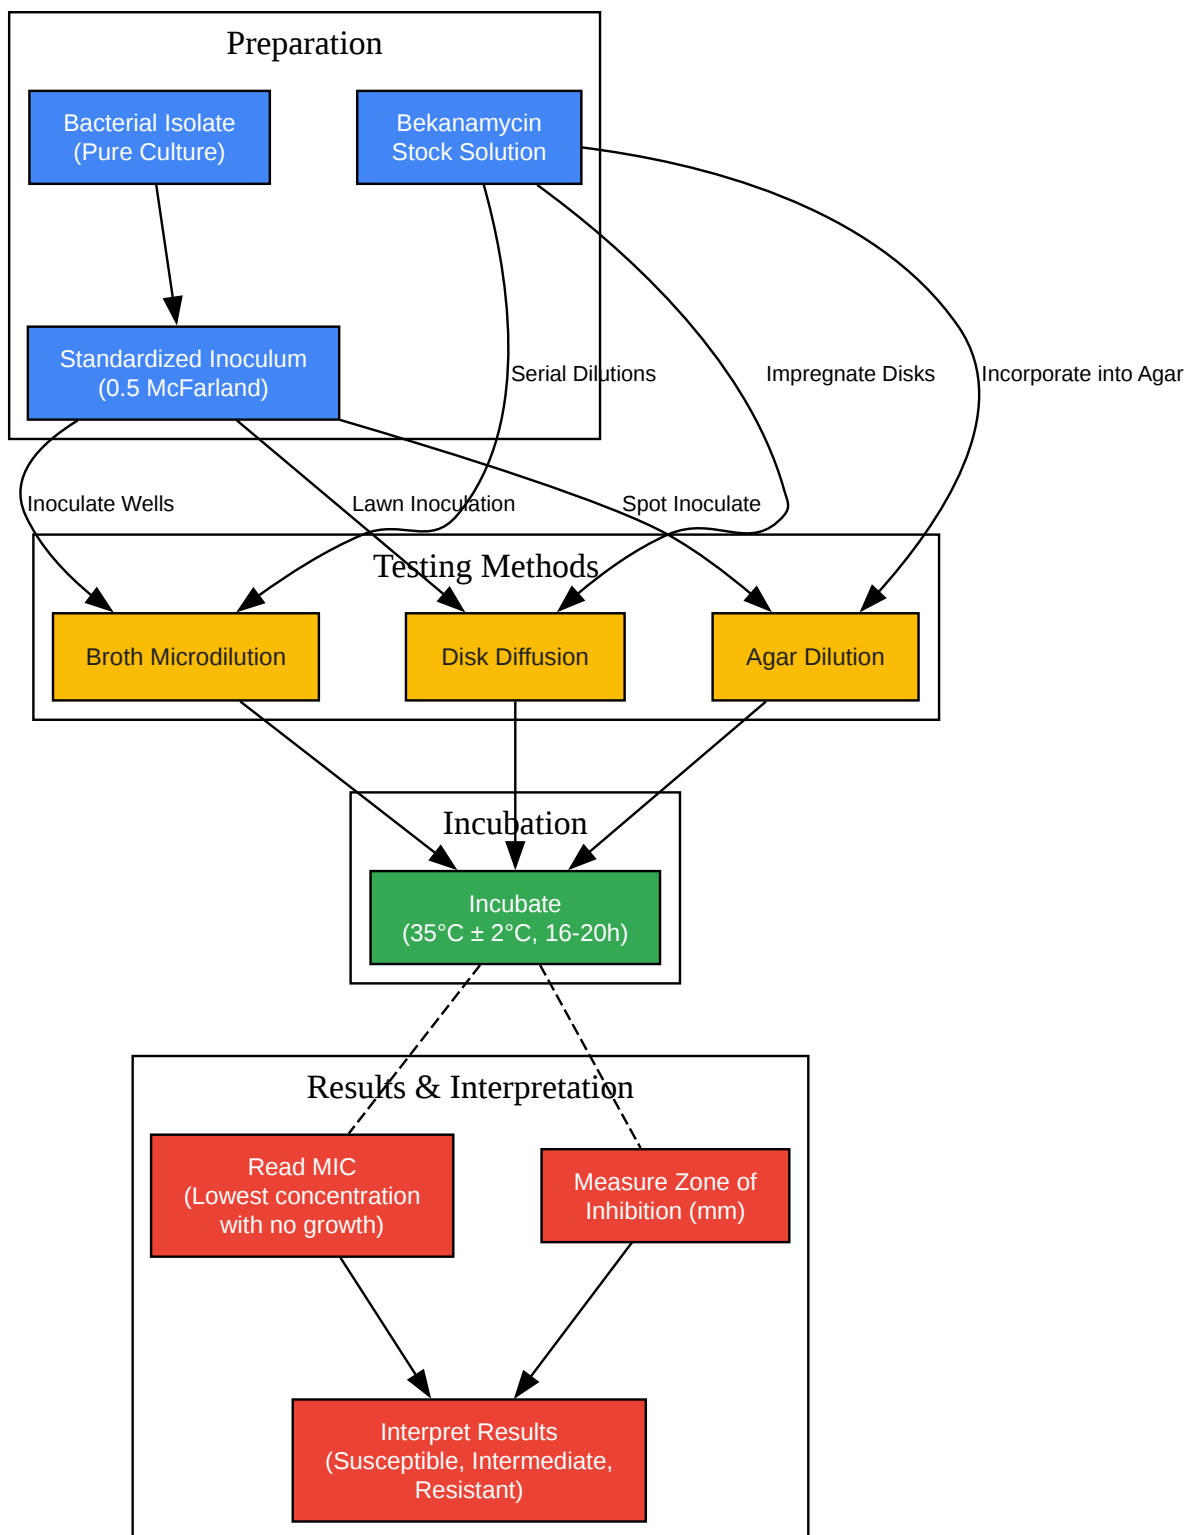 Preparation
Bacterial Isolate
(Pure Culture)
Bekanamycin
Stock Solution
Standardized Inoculum
(0.5 McFarland)
Serial Dilutions
Impregnate Disks
Incorporate into Agar
Inoculate Wells
Lawn Inoculation
Spot Inoculate
Testing Methods
Broth Microdilution
Disk Diffusion
Agar Dilution
Incubation
Incubate
(35°C ± 2°C, 16-20h)
Results & Interpretation
Read MIC
(Lowest concentration
with no growth)
Measure Zone of
Inhibition (mm)
Interpret Results
(Susceptible, Intermediate,
Resistant)